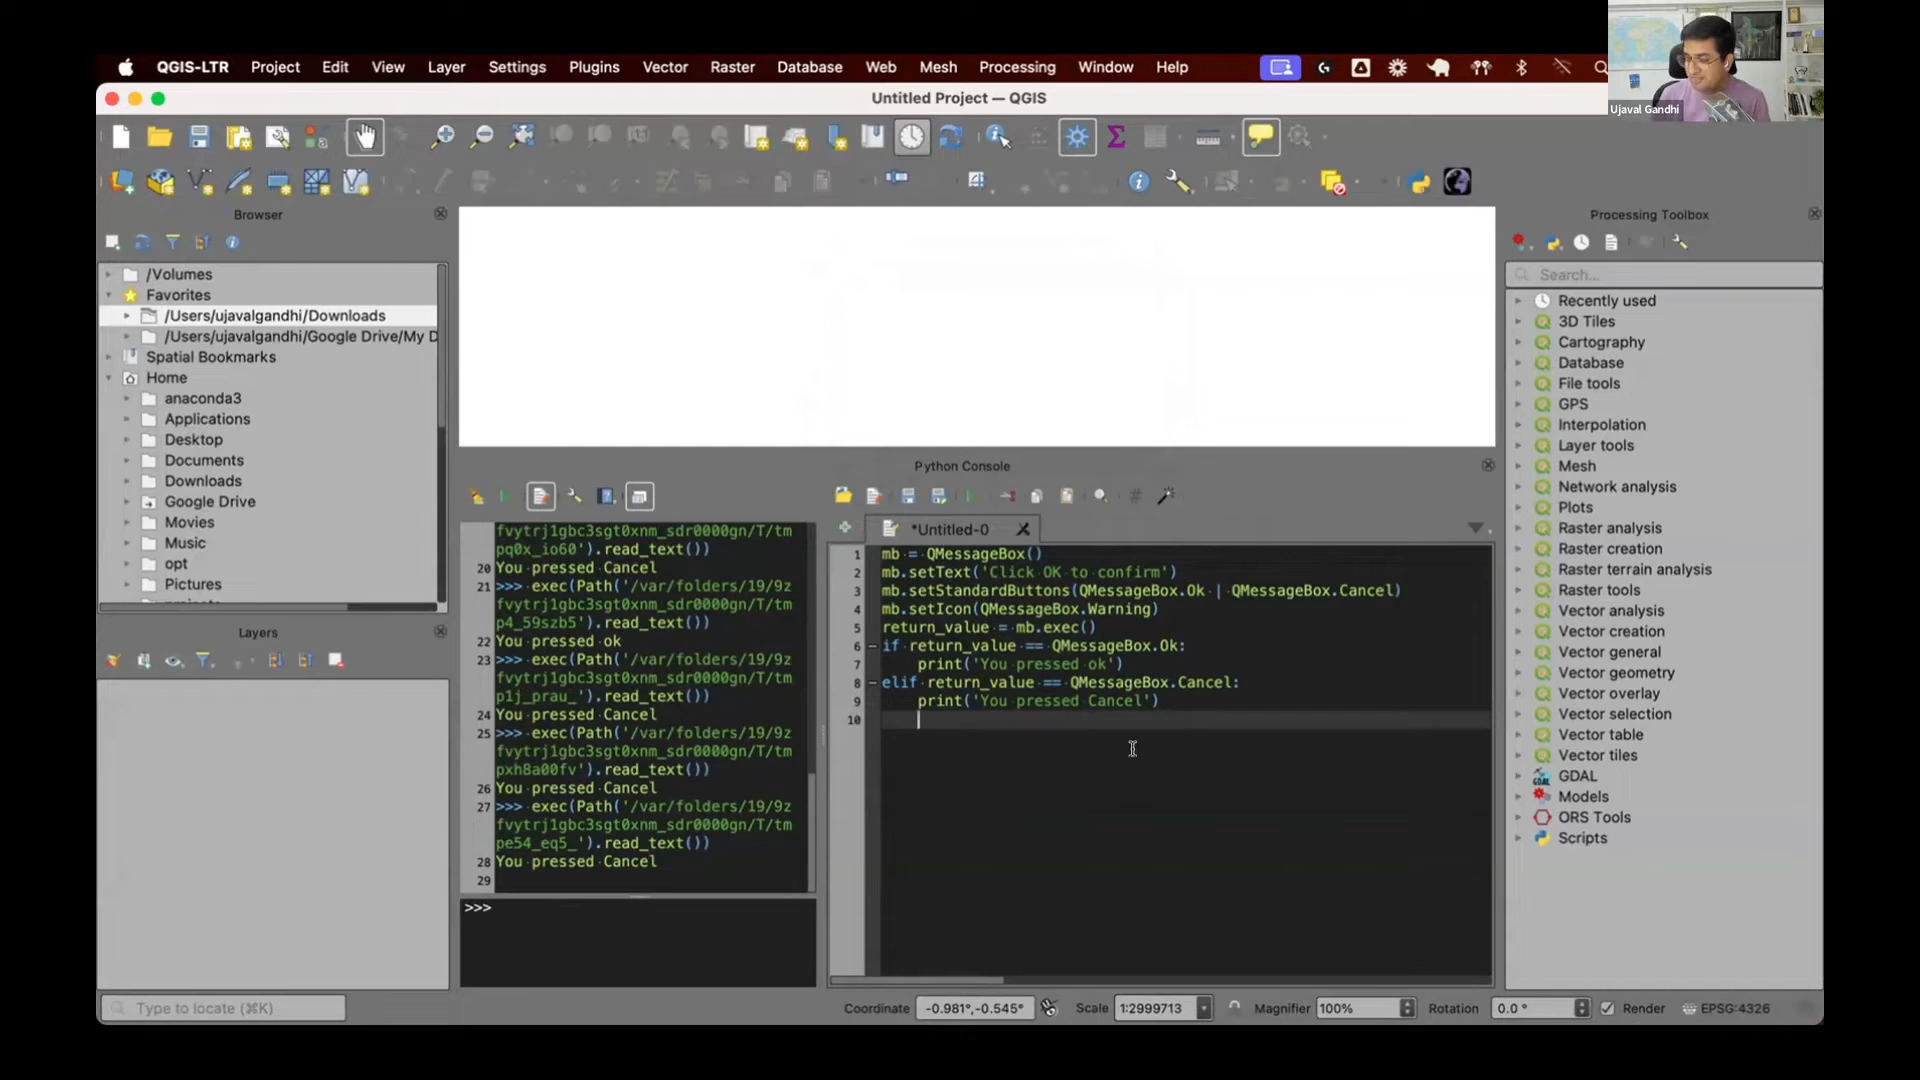 QGIS-LTR Project Edit View Layer Settings Plugins Vector Raster Database Web Mesh Processing Window Help
Ujaval Gandhi
Untitled Project — QGIS
Browser
/Volumes
Favorites
/Users/ujavalgandhi/Downloads
/Users/ujavalgandhi/Google Drive/My D
Spatial Bookmarks
Home
anaconda3
Applications
Desktop
Documents
Downloads
Google Drive
Movies
Music
opt
Pictures
Layers
Type to locate (⌘K)
Python Console
fvytrj1gbc3sgt0xnm_sdr0000gn/T/tm
pq0x_io60').read_text())
20 You pressed Cancel
21 >>> exec(Path('/var/folders/19/9z
fvytrj1gbc3sgt0xnm_sdr0000gn/T/tm
p4_59szb5').read_text())
22 You pressed ok
23 >>> exec(Path('/var/folders/19/9z
fvytrj1gbc3sgt0xnm_sdr0000gn/T/tm
p1j_prau_').read_text())
24 You pressed Cancel
25 >>> exec(Path('/var/folders/19/9z
fvytrj1gbc3sgt0xnm_sdr0000gn/T/tm
pxh8a00fv').read_text())
26 You pressed Cancel
27 >>> exec(Path('/var/folders/19/9z
fvytrj1gbc3sgt0xnm_sdr0000gn/T/tm
pe54_eq5_').read_text())
28 You pressed Cancel
29
>>>
*Untitled-0
1 mb = QMessageBox()
2 mb.setText('Click OK to confirm')
3 mb.setStandardButtons(QMessageBox.Ok | QMessageBox.Cancel)
4 mb.setIcon(QMessageBox.Warning)
5 return_value = mb.exec()
6 if return_value == QMessageBox.Ok:
7 print('You pressed ok')
8 elif return_value == QMessageBox.Cancel:
9 print('You pressed Cancel')
10
Processing Toolbox
Search...
Recently used
3D Tiles
Cartography
Database
File tools
GPS
Interpolation
Layer tools
Mesh
Network analysis
Plots
Raster analysis
Raster creation
Raster terrain analysis
Raster tools
Vector analysis
Vector creation
Vector general
Vector geometry
Vector overlay
Vector selection
Vector table
Vector tiles
GDAL
Models
ORS Tools
Scripts
Coordinate -0.981°,-0.545° Scale 1:2999713 Magnifier 100% Rotation 0.0 ° Render EPSG:4326